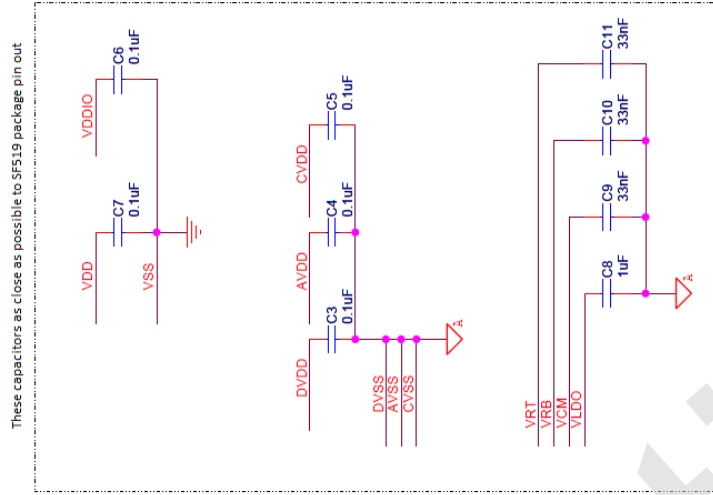 These capacitors as close as possible to SF519 package pin out
VDDIO
C6
0.1uF
VDD
C7
0.1uF
VSS
CVDD
C5
0.1uF
AVDD
C4
0.1uF
DVDD
C3
0.1uF
DVSS
AVSS
CVSS
A
C11
33nF
C10
33nF
C9
33nF
C8
1uF
VRT
VRB
VCM
VLDO
A